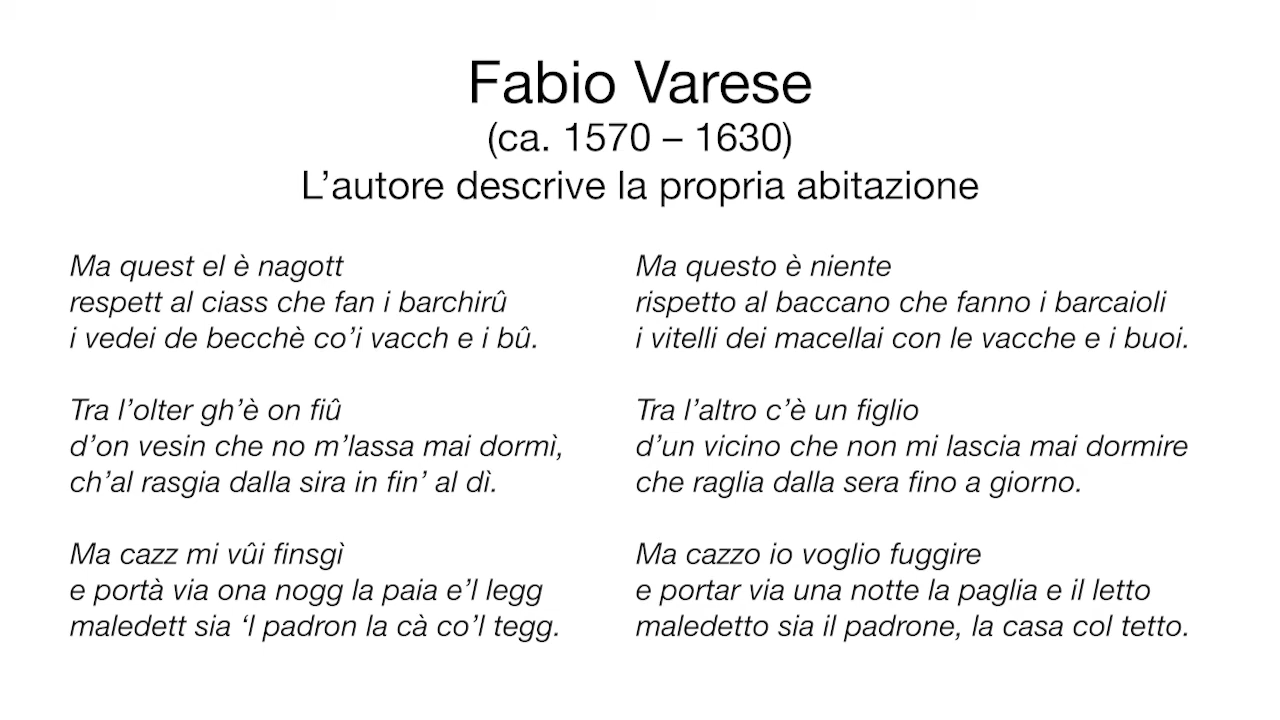 Fabio Varese
(ca. 1570 – 1630)
L’autore descrive la propria abitazione
Ma quest el è nagott
respett al ciass che fan i barchirû
i vedei de becchè co’i vacch e i bû.
Tra l’olter gh’è on fiû
d’on vesin che no m’lassa mai dormì,
ch’al rasgia dalla sira in fin’ al dì.
Ma cazz mi vûi finsgì
e portà via ona nogg la paia e’l legg
maledett sia ‘l padron la cà co’l tegg.
Ma questo è niente
rispetto al baccano che fanno i barcaioli
i vitelli dei macellai con le vacche e i buoi.
Tra l’altro c’è un figlio
d’un vicino che non mi lascia mai dormire
che raglia dalla sera fino a giorno.
Ma cazzo io voglio fuggire
e portar via una notte la paglia e il letto
maledetto sia il padrone, la casa col tetto.